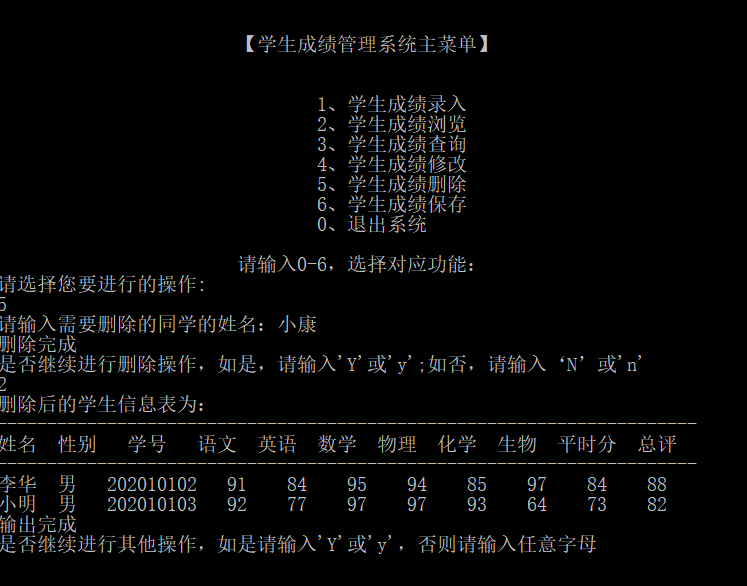 【学生成绩管理系统主菜单】
1、学生成绩录入
2、学生成绩浏览
3、学生成绩查询
4、学生成绩修改
5、学生成绩删除
6、学生成绩保存
0、退出系统
请输入0-6，选择对应功能：
请选择您要进行的操作：
5
请输入需要删除的同学的姓名：小康
删除完成
是否继续进行删除操作，如是，请输入'Y'或'y';如否，请输入‘N’或'n'
2
删除后的学生信息表为：
姓名 性别 学号 语文 英语 数学 物理 化学 生物 平时分 总评
李华 男 202010102 91 84 95 94 85 97 84 88
小明 男 202010103 92 77 97 97 93 64 73 82
输出完成
是否继续进行其他操作，如是请输入'Y'或'y'，否则请输入任意字母